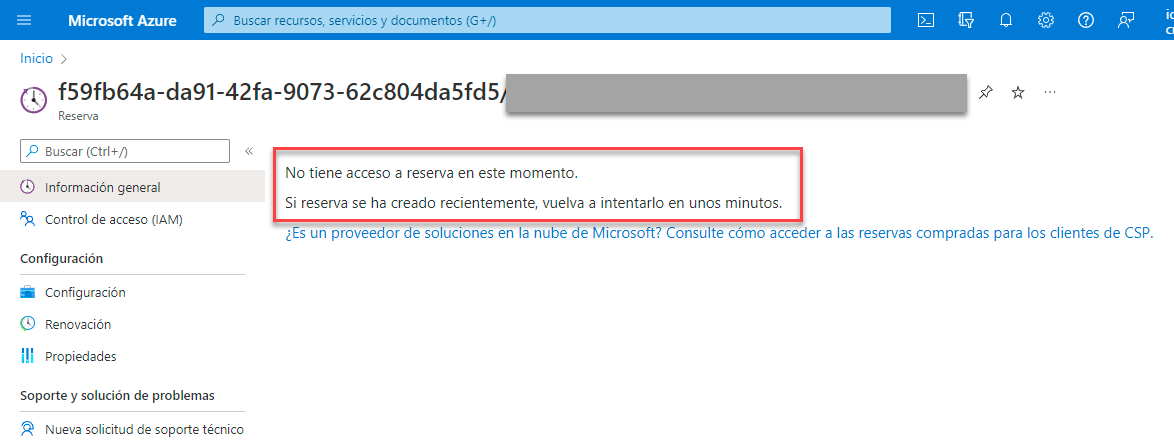 Microsoft Azure
Buscar recursos, servicios y documentos (G+/)
Inicio
f59fb64a-da91-42fa-9073-62c804da5fd5/
Reserva
Buscar (Ctrl+/)
Información general
Control de acceso (IAM)
Configuración
Configuración
Renovación
Propiedades
Soporte y solución de problemas
Nueva solicitud de soporte técnico
No tiene acceso a reserva en este momento.
Si reserva se ha creado recientemente, vuelva a intentarlo en unos minutos.
¿Es un proveedor de soluciones en la nube de Microsoft? Consulte cómo acceder a las reservas compradas para los clientes de CSP.